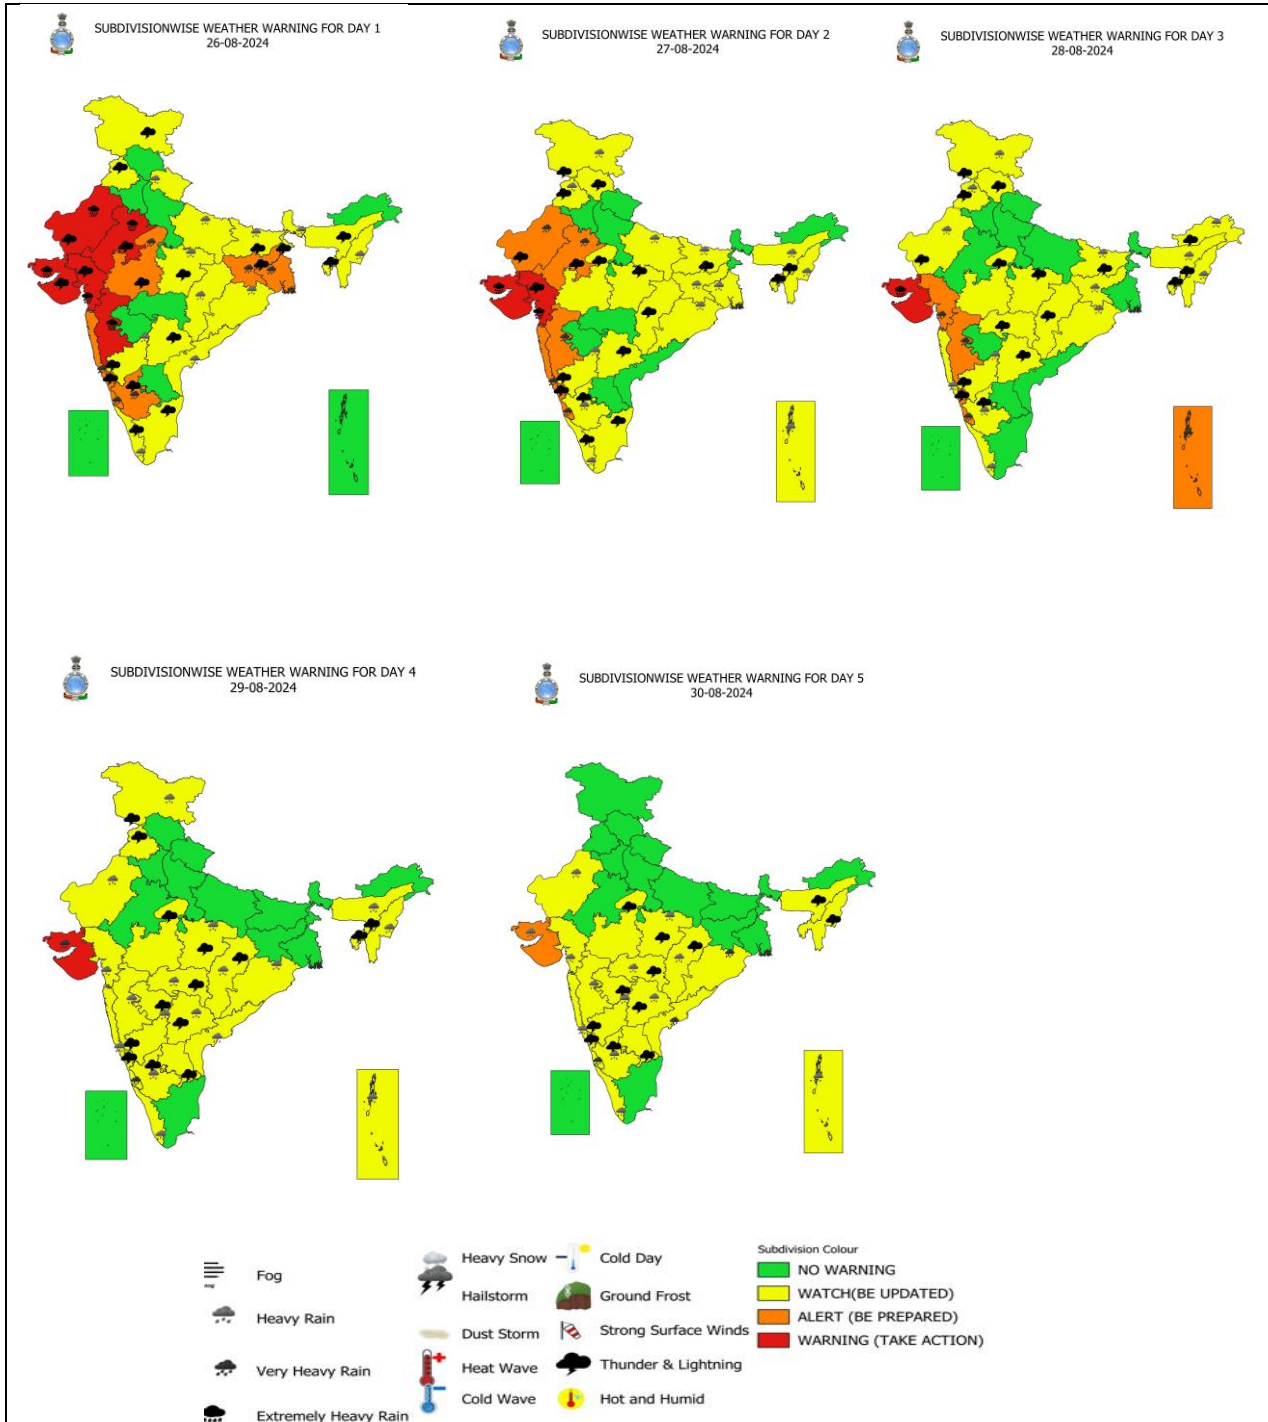 SUBDIVISIONWISE WEATHER WARNING FOR DAY 1
26-08-2024
SUBDIVISIONWISE WEATHER WARNING FOR DAY 2
27-08-2024
SUBDIVISIONWISE WEATHER WARNING FOR DAY 3
28-08-2024
SUBDIVISIONWISE WEATHER WARNING FOR DAY 4
29-08-2024
SUBDIVISIONWISE WEATHER WARNING FOR DAY 5
30-08-2024
Fog
Heavy Rain
Very Heavy Rain
Extremely Heavy Rain
Heavy Snow
Hailstorm
Dust Storm
Heat Wave
Cold Wave
Cold Day
Ground Frost
Strong Surface Winds
Thunder & Lightning
Hot and Humid
Subdivision Colour
NO WARNING
WATCH(BE UPDATED)
ALERT (BE PREPARED)
WARNING (TAKE ACTION)